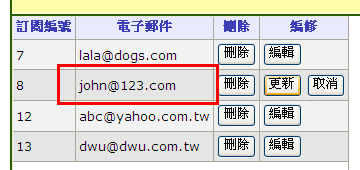 訂閱編號 電子郵件 刪除 編修
7 lala@dogs.com 刪除 編輯
8 john@123.com 刪除 更新 取消
12 abc@yahoo.com.tw 刪除 編輯
13 dwu@dwu.com.tw 刪除 編輯